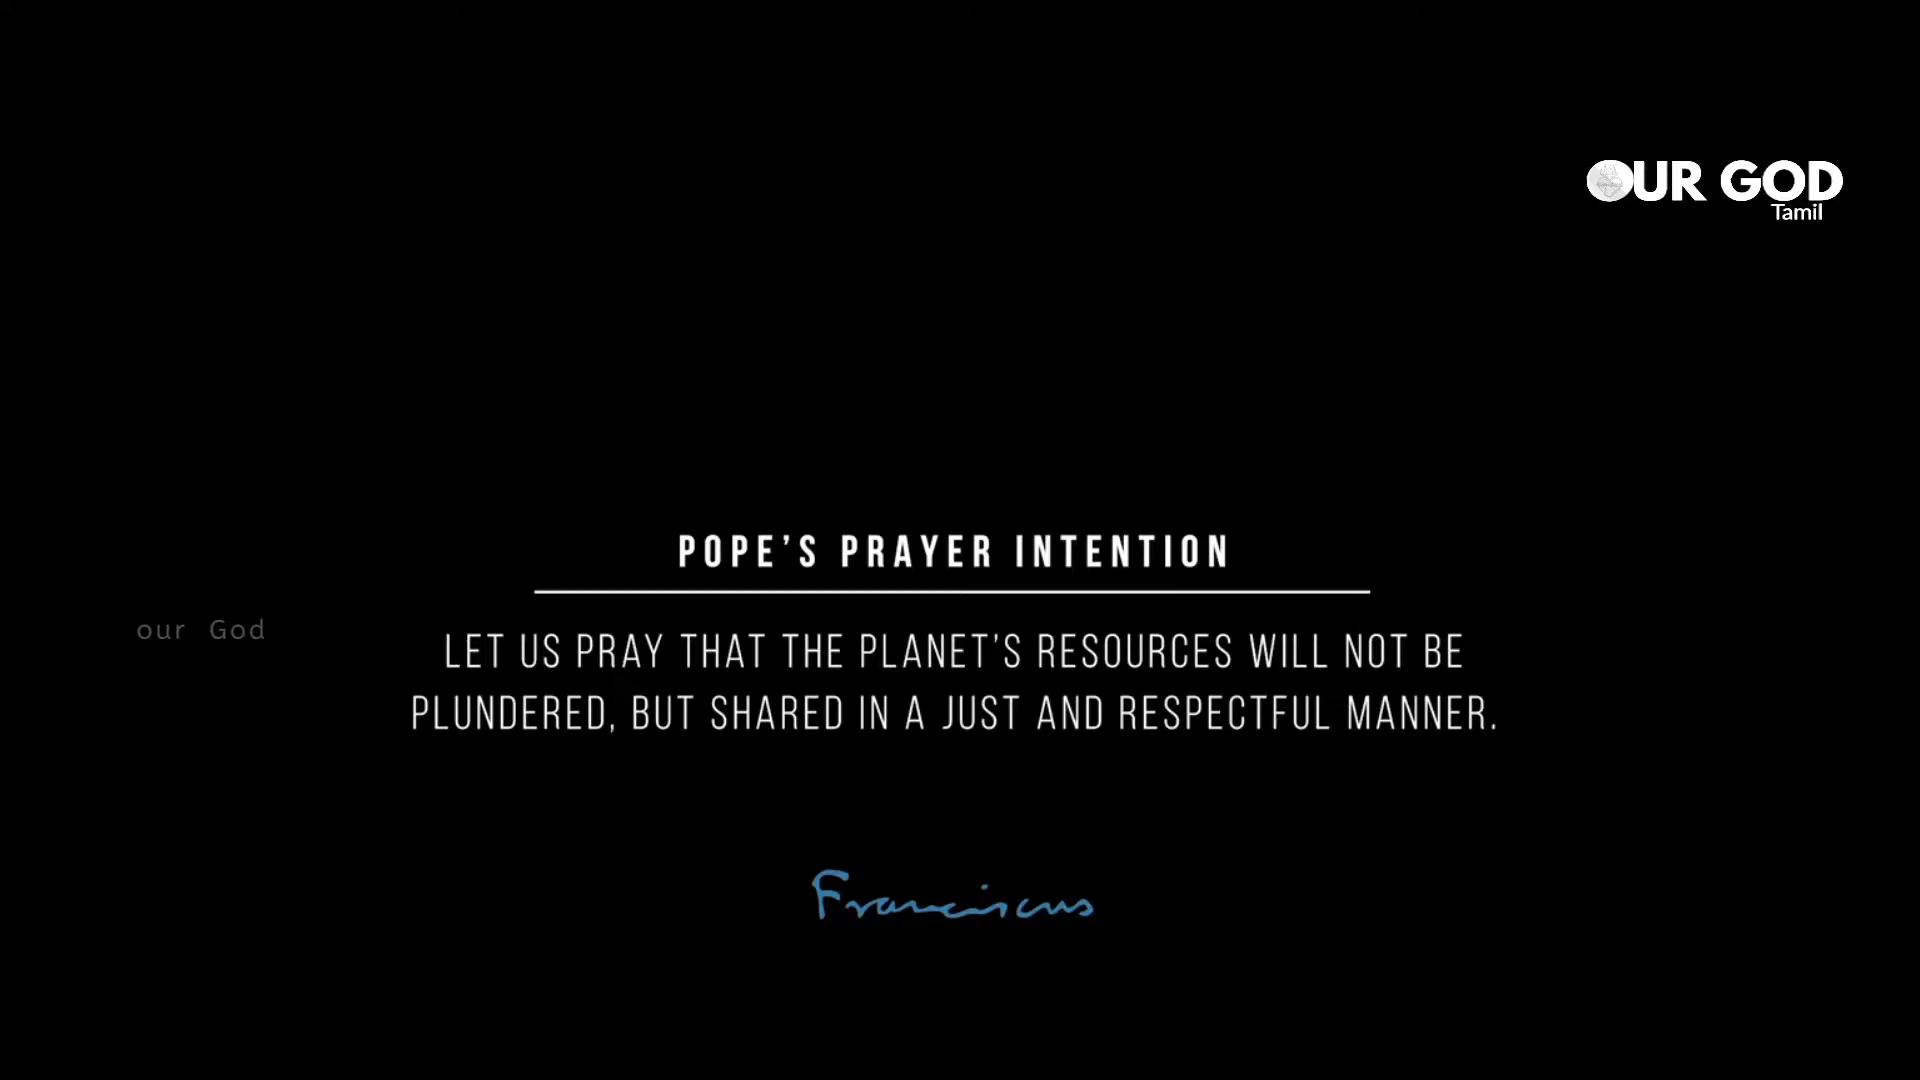 OUR GOD
Tamil
POPE'S PRAYER INTENTION
our God
LET US PRAY THAT THE PLANET'S RESOURCES WILL NOT BE
PLUNDERED, BUT SHARED IN A JUST AND RESPECTFUL MANNER.
Franciscus